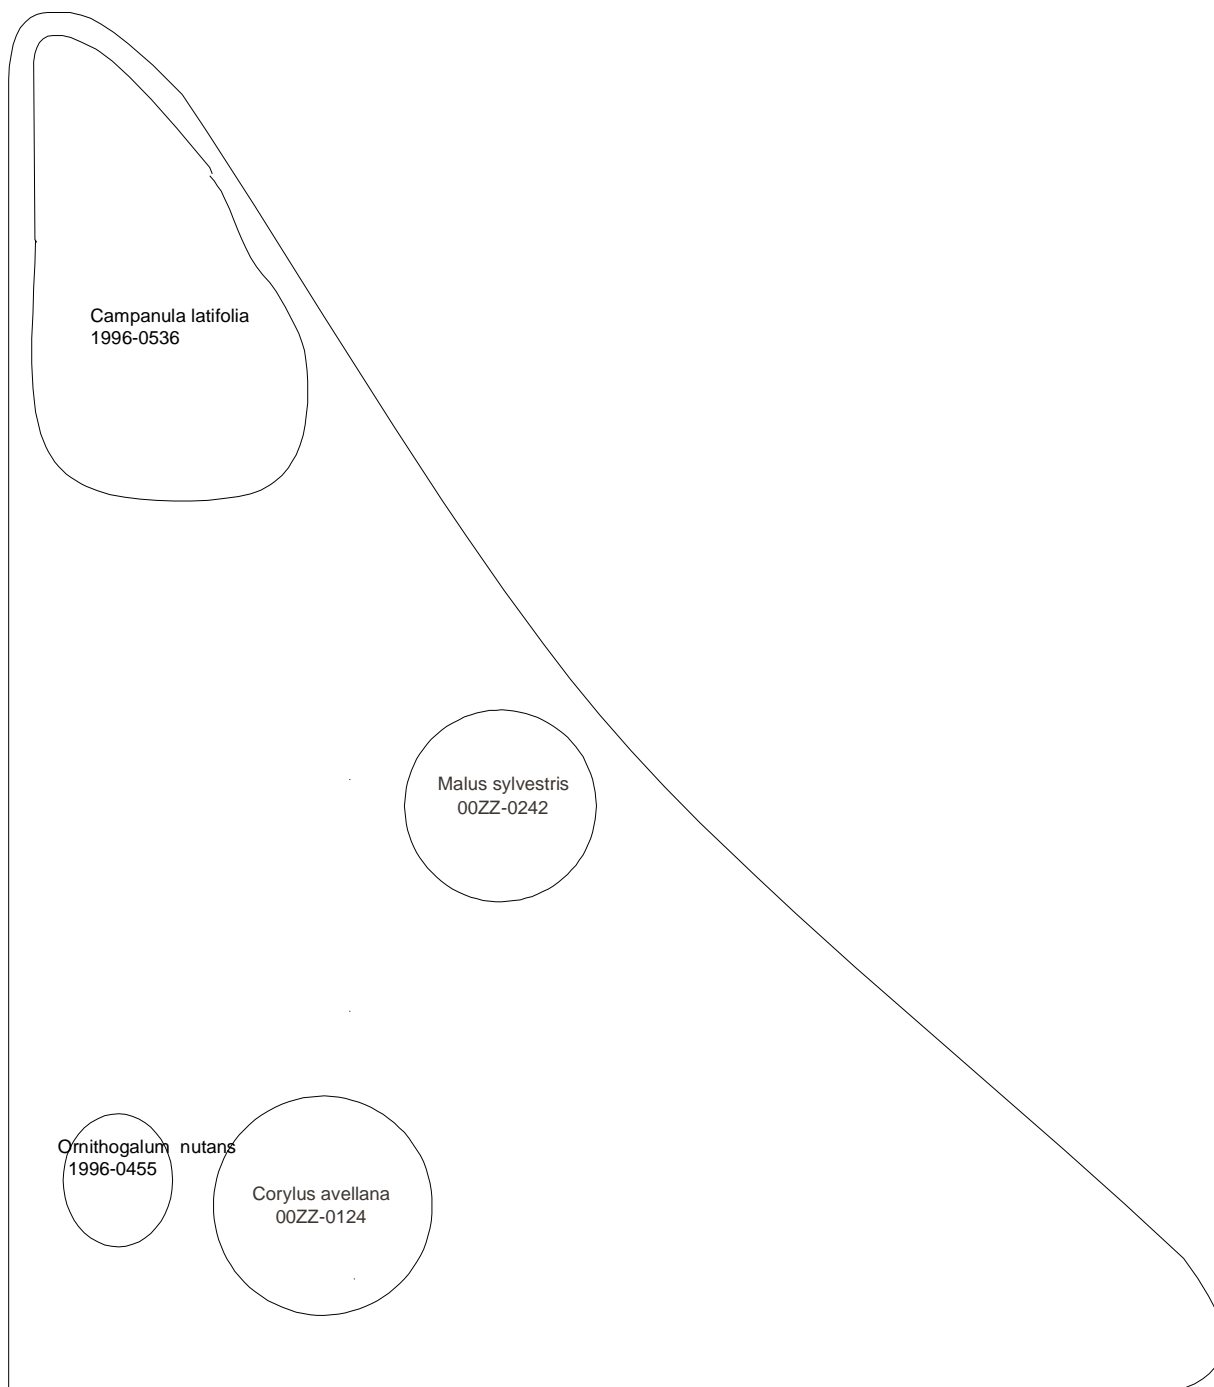 Campanula latifolia
1996-0536
Malus sylvestris
00ZZ-0242
Ornithogalum nutans
1996-0455
Corylus avellana
00ZZ-0124